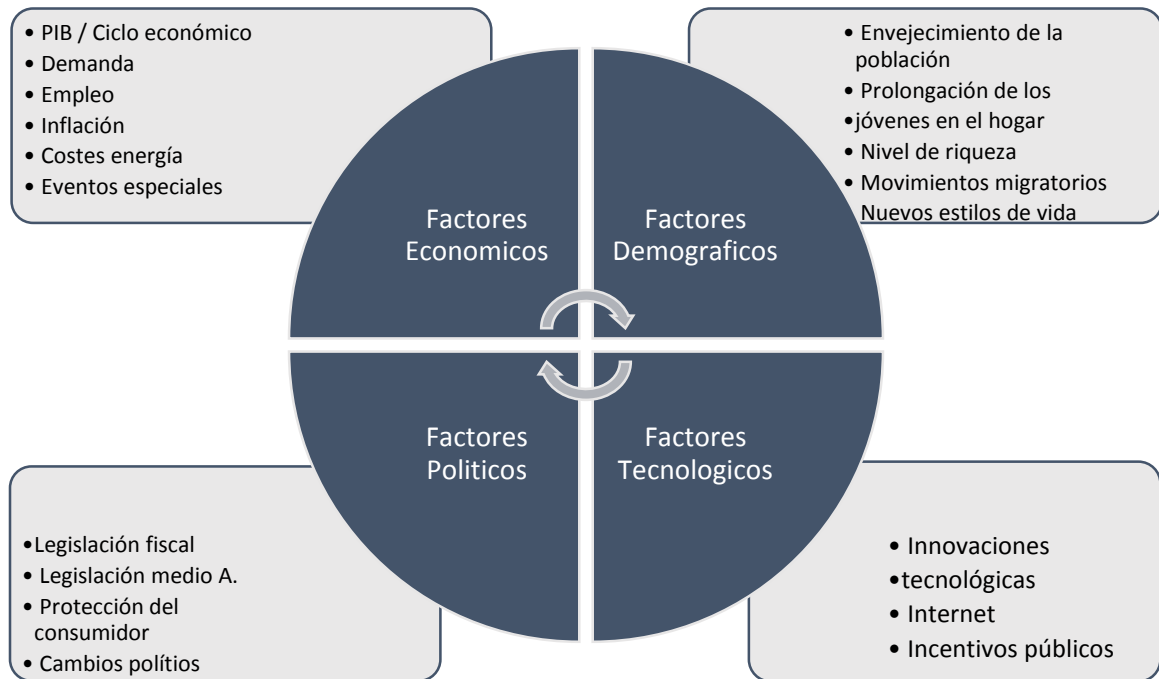 • PIB / Ciclo económico
• Demanda
• Empleo
• Inflación
• Costes energía
• Eventos especiales
• Envejecimiento de la
población
• Prolongación de los
•jóvenes en el hogar
• Nivel de riqueza
• Movimientos migratorios
Nuevos estilos de vida
Factores
Economicos
Factores
Demograficos
Factores
Politicos
Factores
Tecnologicos
•Legislación fiscal
• Legislación medio A.
• Protección del
consumidor
• Cambios polítios
• Innovaciones
•tecnológicas
• Internet
• Incentivos públicos